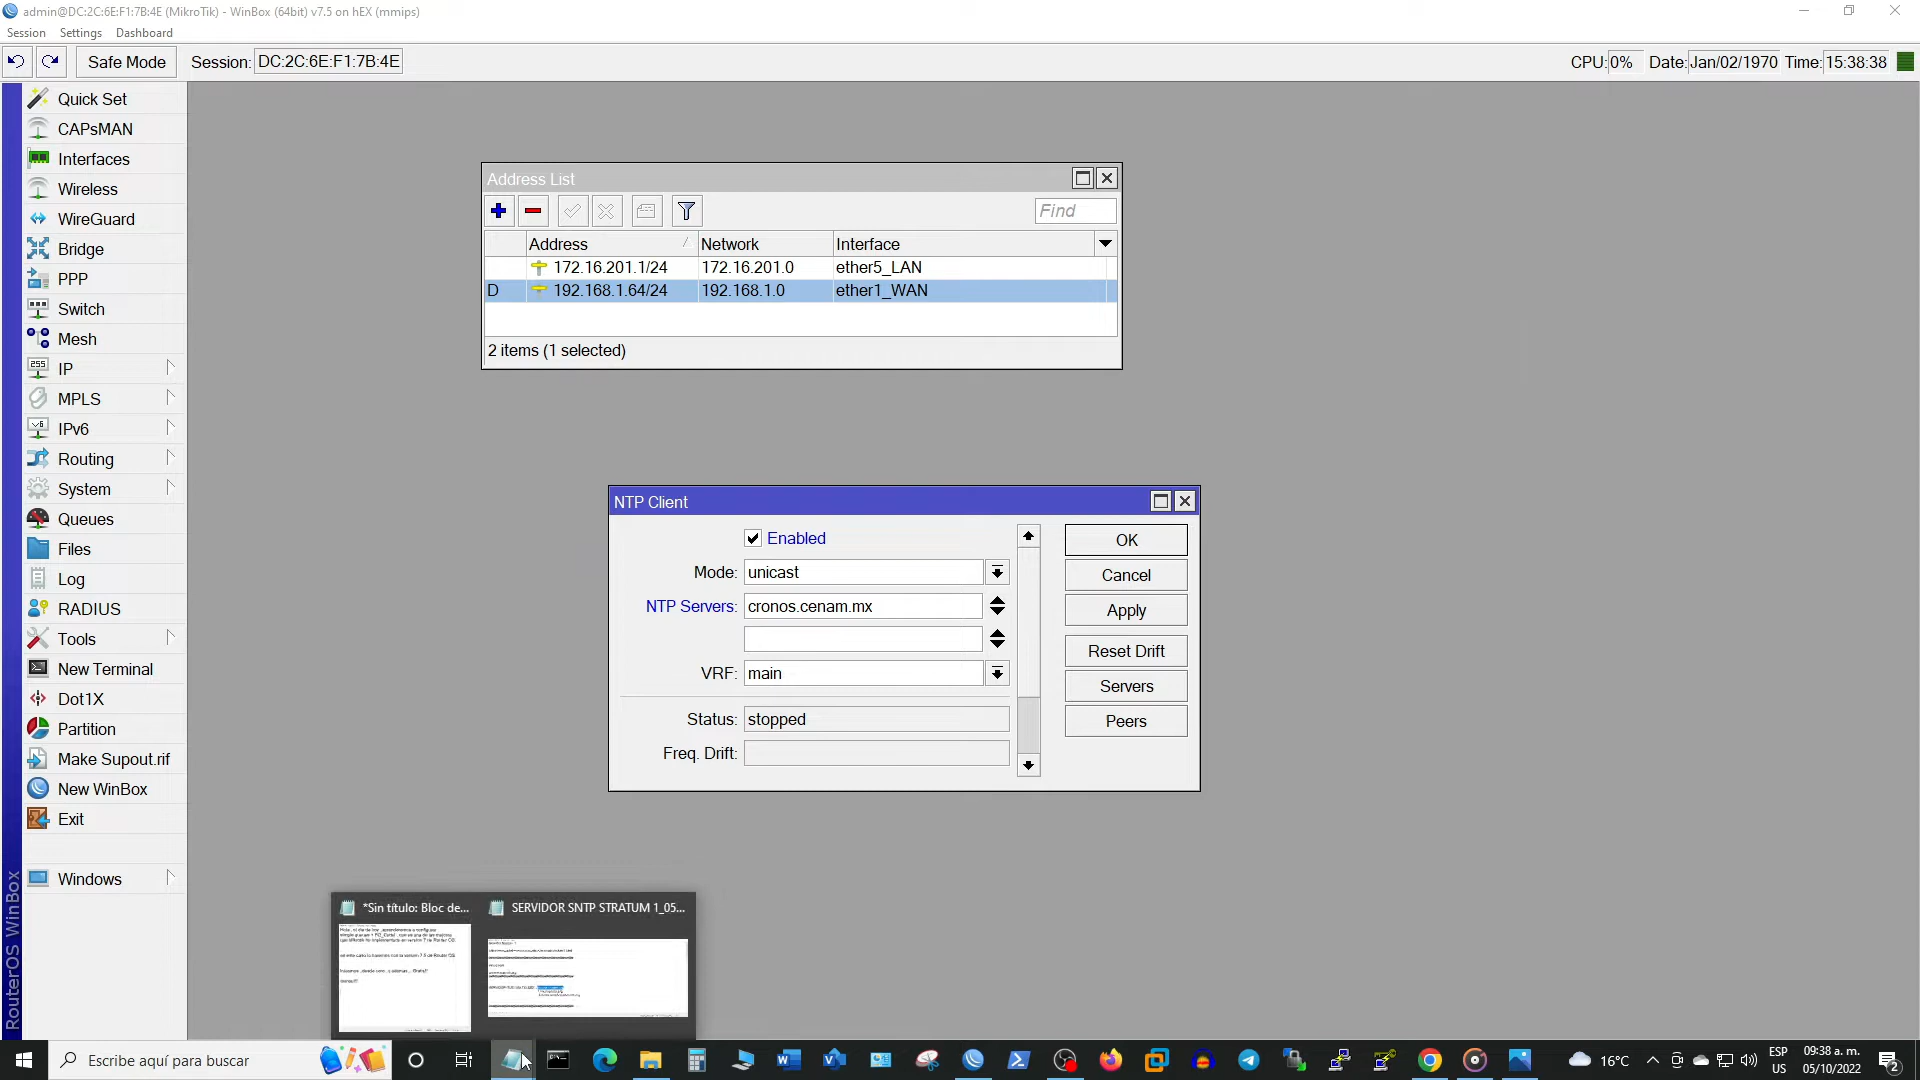 admin@DC:2C:6E:F1:7B:4E (MikroTik) - WinBox (64bit) v7.5 on hEX (mmips)
Session Settings Dashboard
Safe Mode Session: DC:2C:6E:F1:7B:4E CPU: 0% Date: Jan/02/1970 Time: 15:38:38
Quick Set
CAPsMAN
Interfaces
Wireless
WireGuard
Bridge
PPP
Switch
Mesh
IP
MPLS
IPv6
Routing
System
Queues
Files
Log
RADIUS
Tools
New Terminal
Dot1X
Partition
Make Supout.rif
New WinBox
Exit
Windows
RouterOS WinBox
Address List
Find
Address Network Interface
172.16.201.1/24 172.16.201.0 ether5_LAN
D 192.168.1.64/24 192.168.1.0 ether1_WAN
2 items (1 selected)
NTP Client
Enabled
Mode: unicast
NTP Servers: cronos.cenam.mx
VRF: main
Status: stopped
Freq. Drift:
OK
Cancel
Apply
Reset Drift
Servers
Peers
*Sin título: Bloc de... SERVIDOR SNTP STRATUM 1_05...
Escribe aquí para buscar
16°C
ESP
US
09:38 a. m.
05/10/2022
2